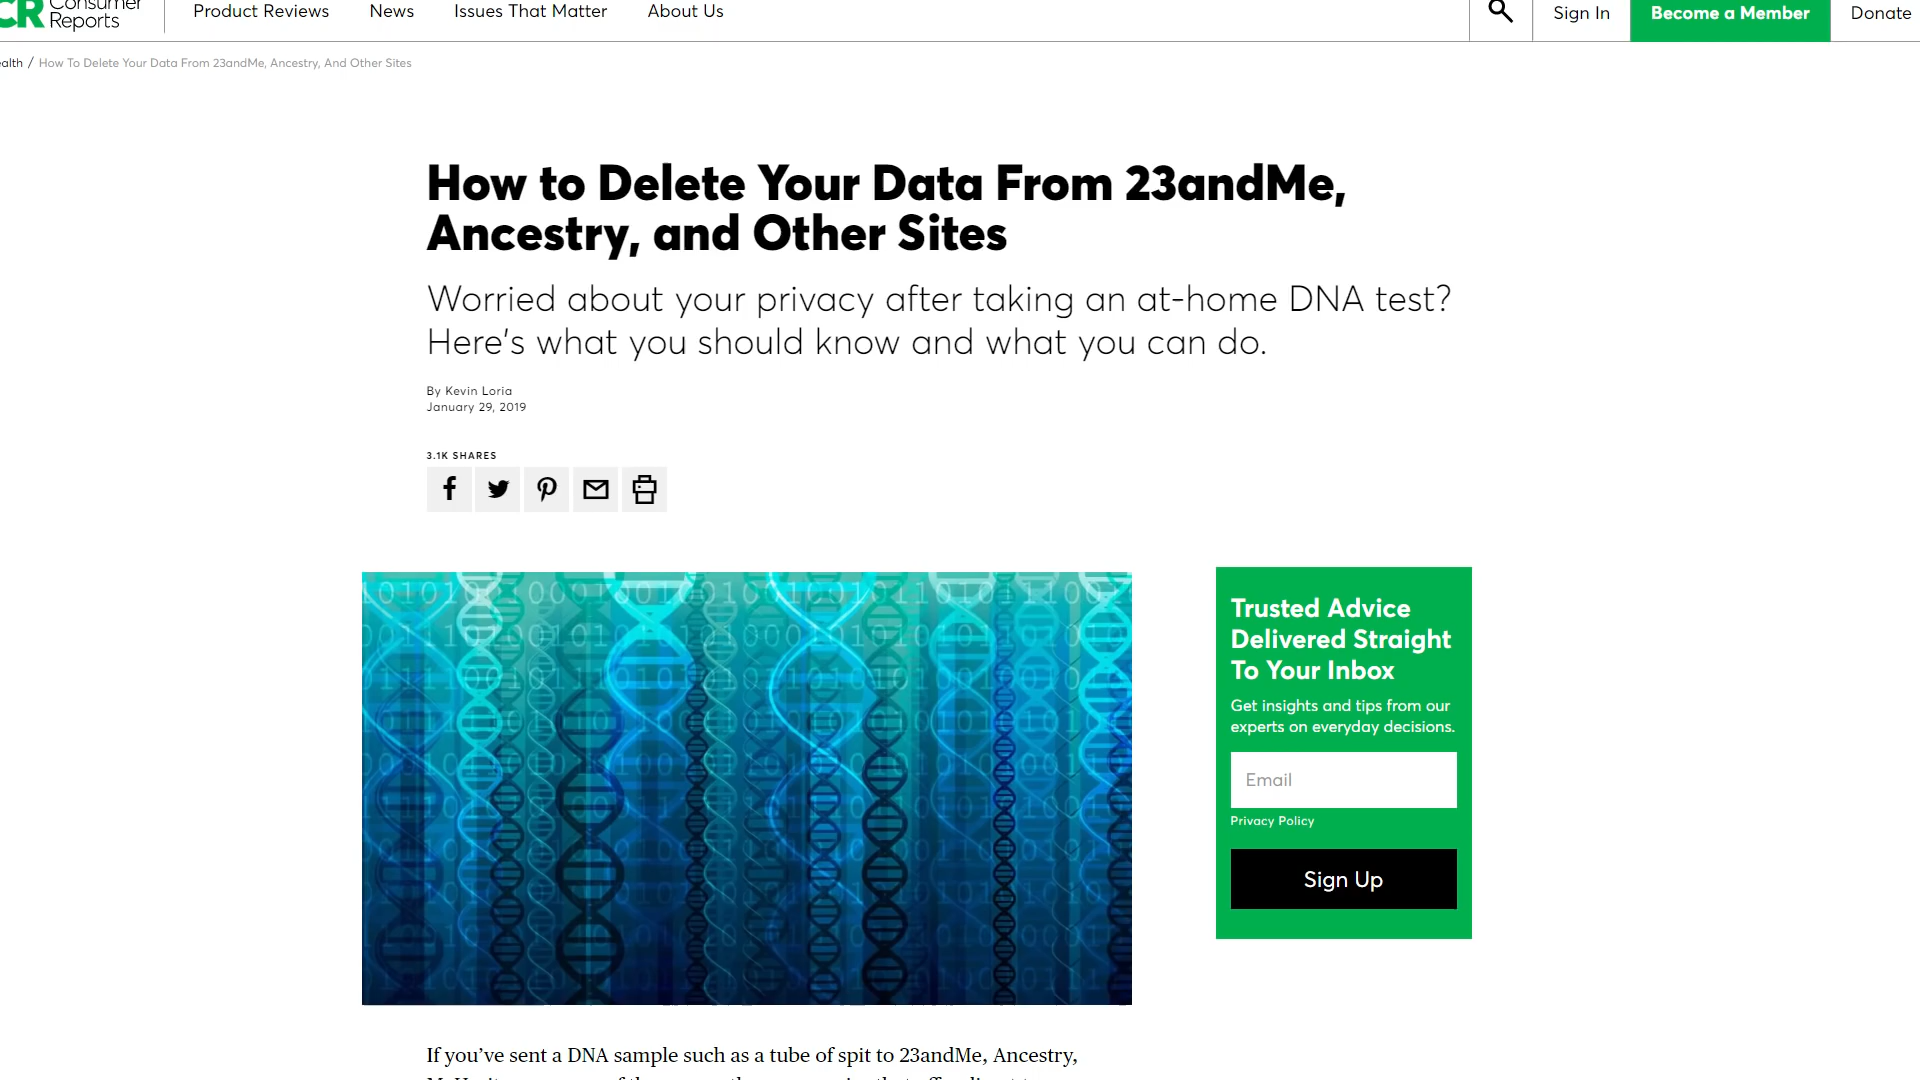 CR Consumer
Reports
Product Reviews
News
Issues That Matter
About Us
Sign In
Become a Member
Donate
alth / How To Delete Your Data From 23andMe, Ancestry, And Other Sites
How to Delete Your Data From 23andMe,
Ancestry, and Other Sites
Worried about your privacy after taking an at-home DNA test?
Here's what you should know and what you can do.
By Kevin Loria
January 29, 2019
3.1K SHARES
Trusted Advice
Delivered Straight
To Your Inbox
Get insights and tips from our
experts on everyday decisions.
Email
Privacy Policy
Sign Up
If you’ve sent a DNA sample such as a tube of spit to 23andMe, Ancestry,